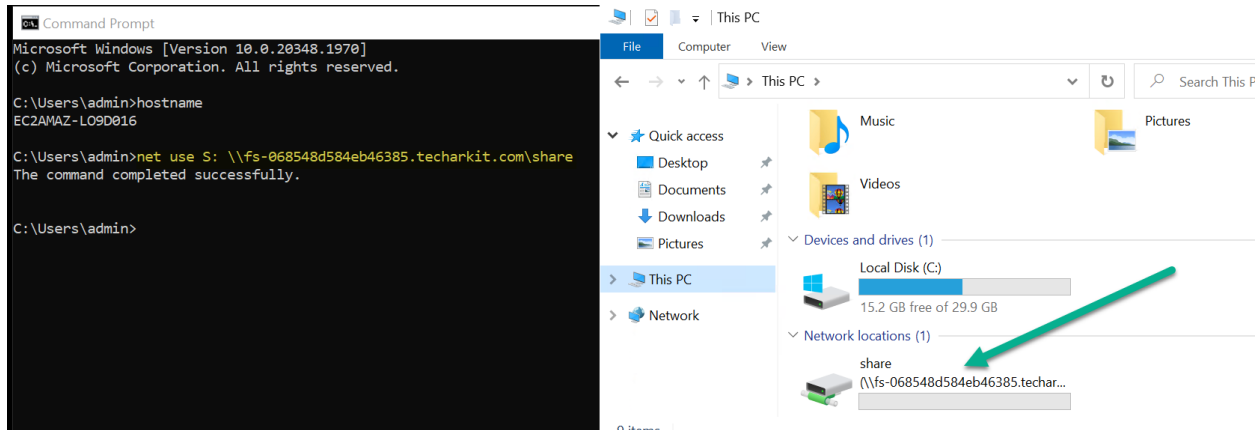 Command Prompt
Microsoft Windows [Version 10.0.20348.1970]
(c) Microsoft Corporation. All rights reserved.
C:\Users\admin>hostname
EC2AMAZ-LO9D016
C:\Users\admin>net use S: \\fs-068548d584eb46385.techarkit.com\share
The command completed successfully.
C:\Users\admin>
This PC
File Computer View
This PC
Search This P
Quick access
Desktop
Documents
Downloads
Pictures
This PC
Network
Music
Pictures
Videos
Devices and drives (1)
Local Disk (C:)
15.2 GB free of 29.9 GB
Network locations (1)
share
(\\fs-068548d584eb46385.techar...